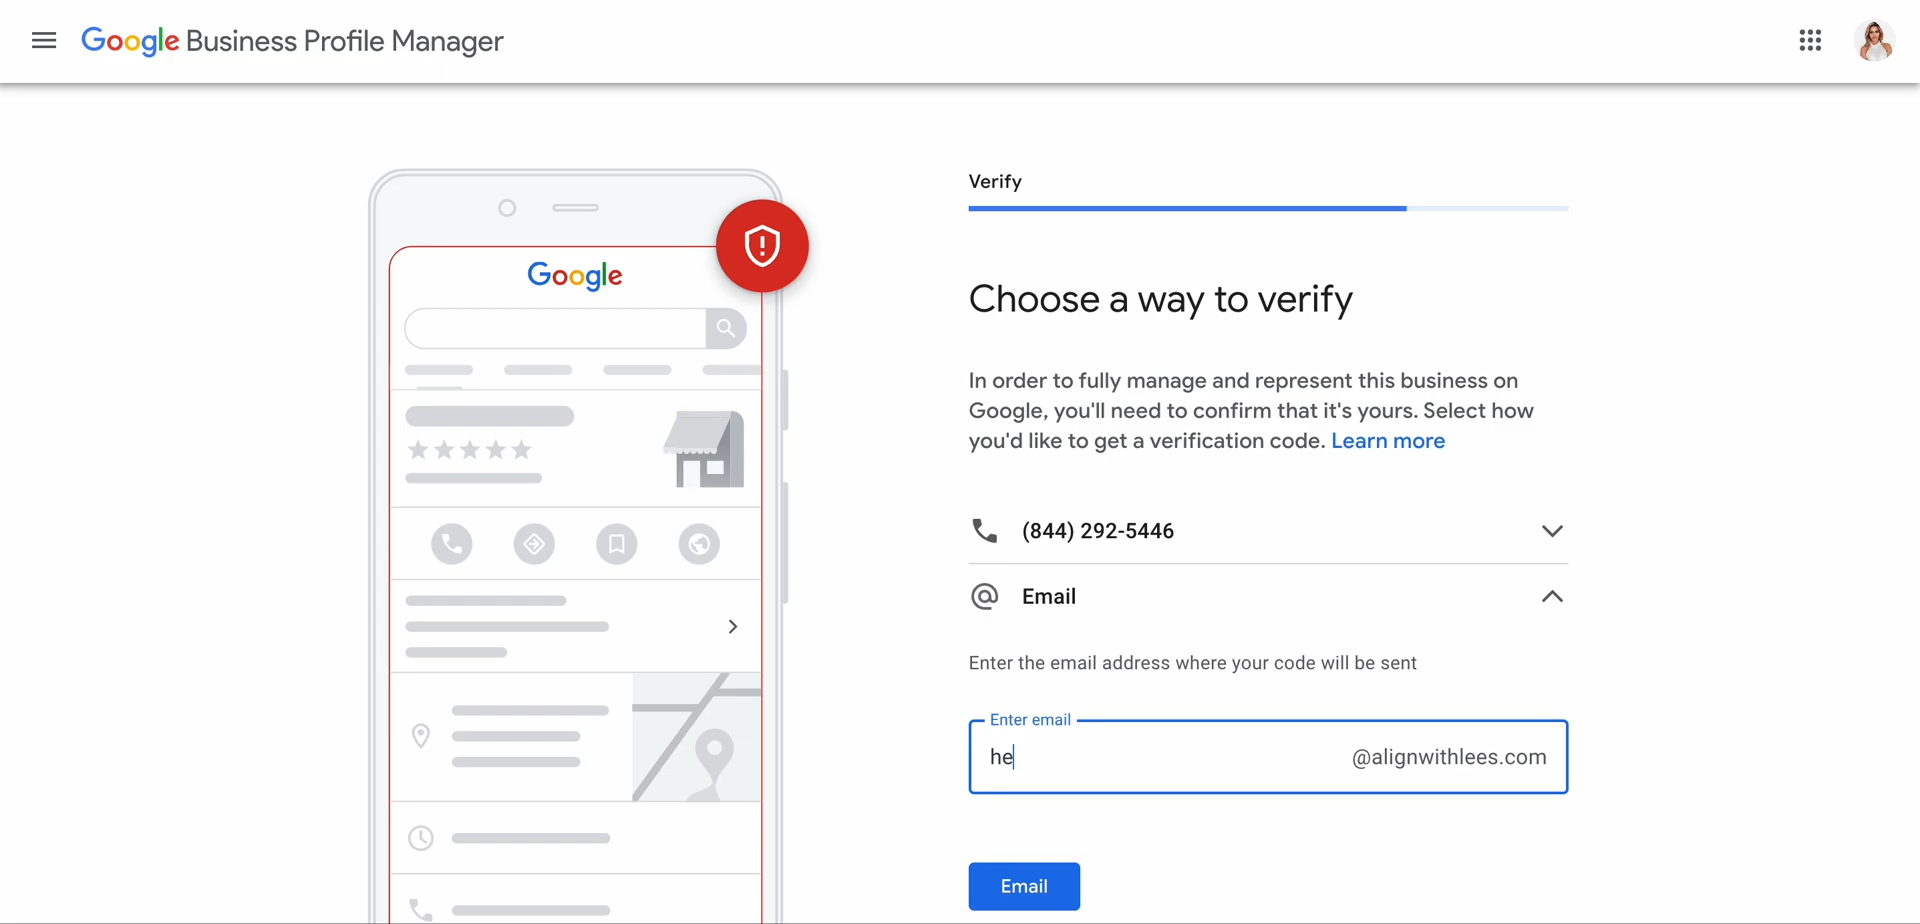 Google Business Profile Manager
Google
Verify
Choose a way to verify
In order to fully manage and represent this business on
Google, you'll need to confirm that it's yours. Select how
you'd like to get a verification code. Learn more
(844) 292-5446
Email
Enter the email address where your code will be sent
Enter email
he @alignwithlees.com
Email